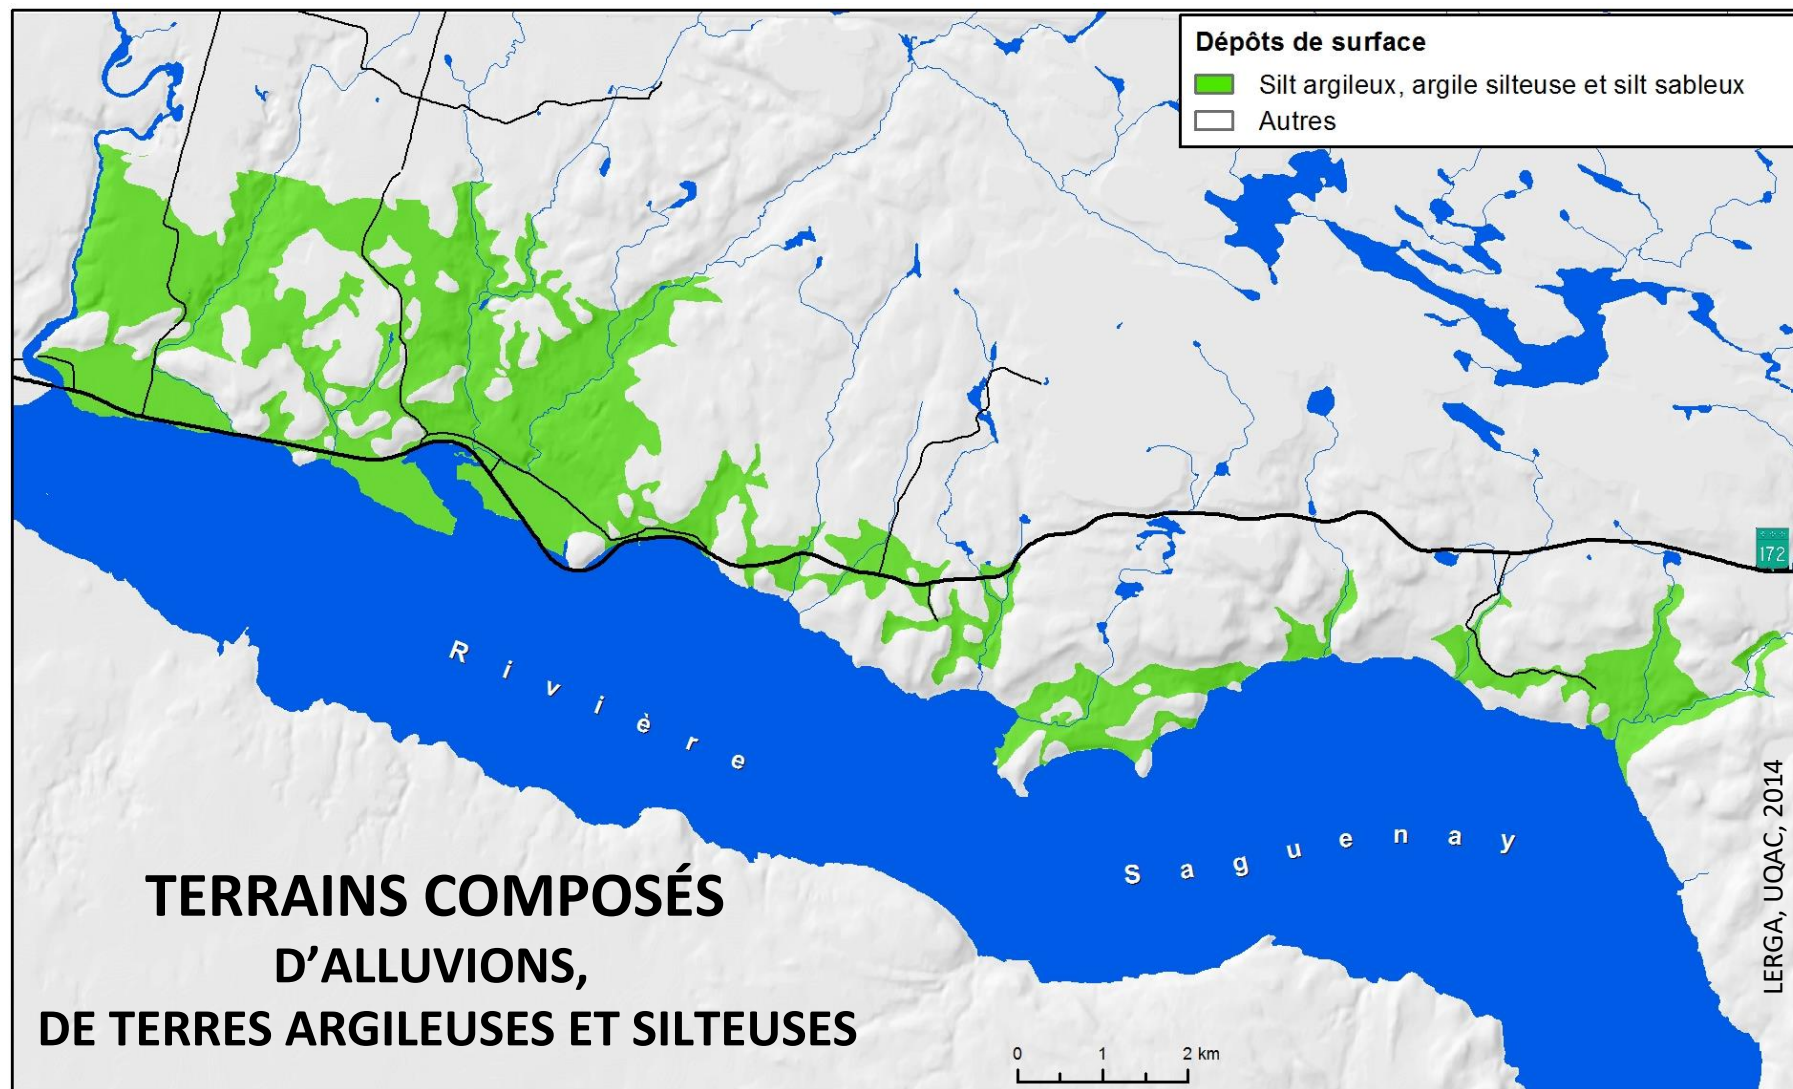 Dépôts de surface
Silt argileux, argile silteuse et silt sableux
Autres
172
Rivière
Saguenay
LERGA, UQAC, 2014
TERRAINS COMPOSÉS
D’ALLUVIONS,
DE TERRES ARGILEUSES ET SILTEUSES
0 1 2 km